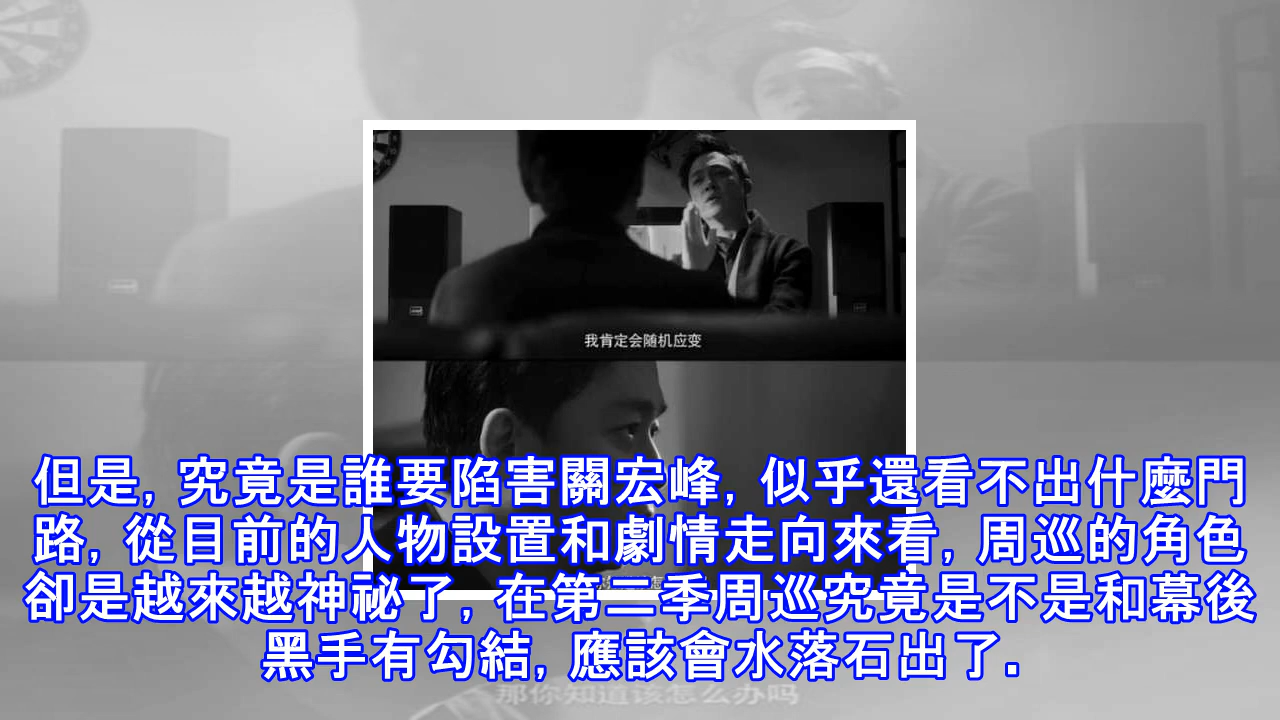 我肯定会随机应变
但是, 究竟是誰要陷害關宏峰, 似乎還看不出什麼門
路, 從目前的人物設置和劇情走向來看, 周巡的角色
卻是越來越神祕了, 在第二季周巡究竟是不是和幕後
黑手有勾結, 應該會水落石出了.
那你知道该怎么办吗